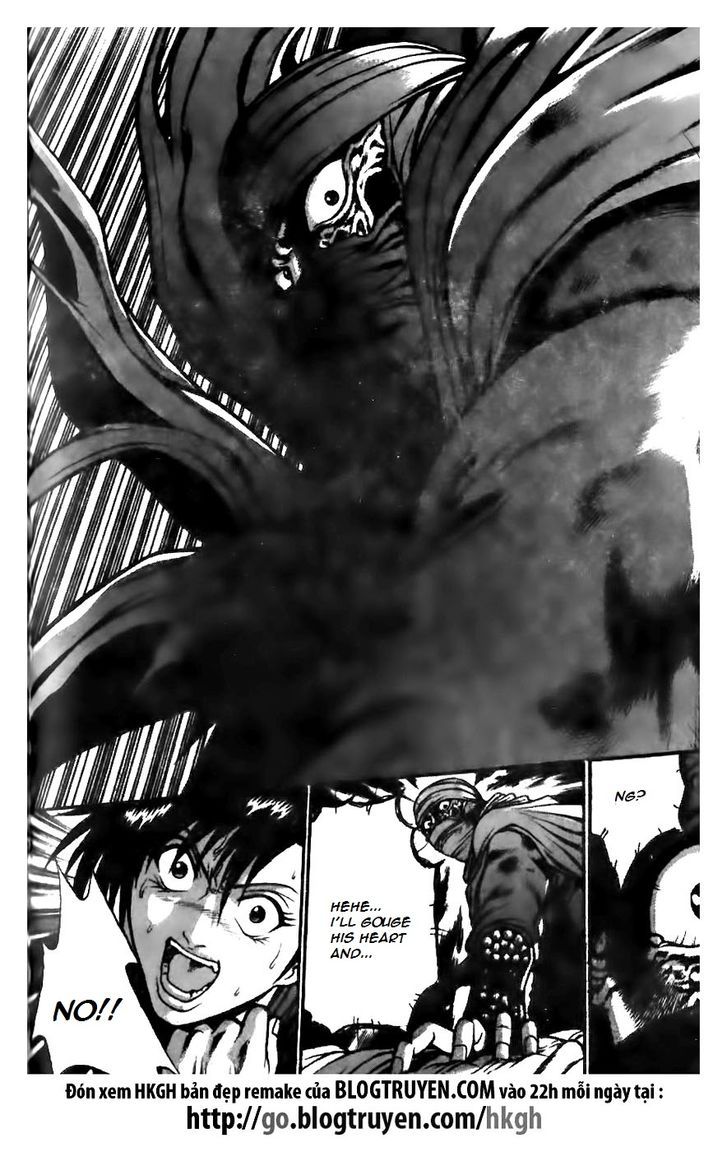 NO!!
HEHE...
I'LL GOUGE
HIS HEART
AND...
NG?
Đón xem HKGH bản đẹp remake của BLOGTRUYEN.COM vào 22h mỗi ngày tại :
http://go.blogtruyen.com/hkgh